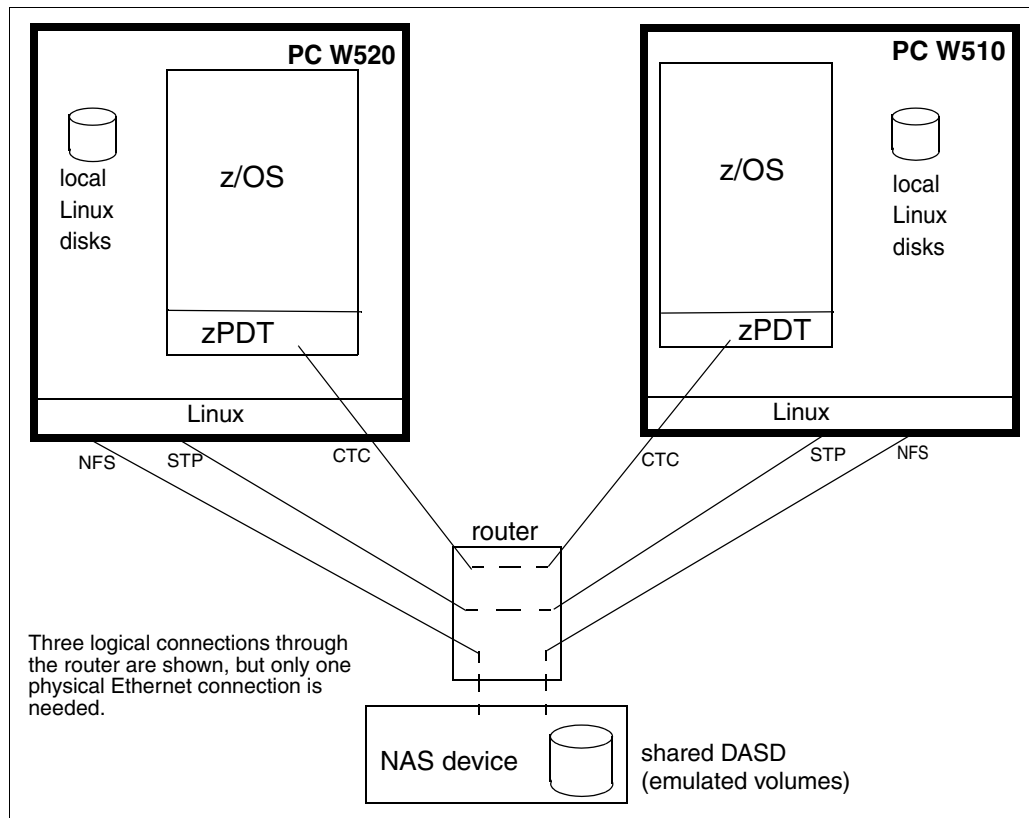 PC W520
z/OS
local
Linux
disks
zPDT
Linux
NFS
STP
CTC
PC W510
z/OS
local
Linux
disks
zPDT
Linux
CTC
STP
NFS
router
Three logical connections through
the router are shown, but only one
physical Ethernet connection is
needed.
NAS device
shared DASD
(emulated volumes)